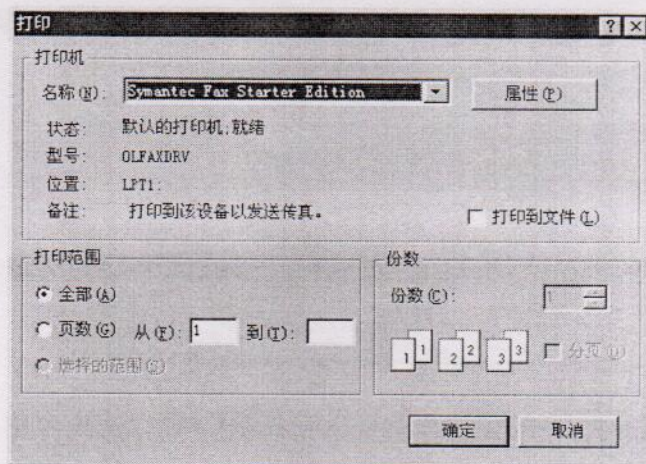 打印
打印机
名称(N): Symantec Fax Starter Edition 属性(P)
状态: 默认的打印机;就绪
型号: OLFAXDRV
位置: LPT1:
备注: 打印到该设备以发送传真。 打印到文件(L)
打印范围
全部(A)
页数(G) 从(F): 1 到(T):
选择的范围(S)
份数
份数(C): 1
1 1 2 2 3 3 分页(O)
确定 取消